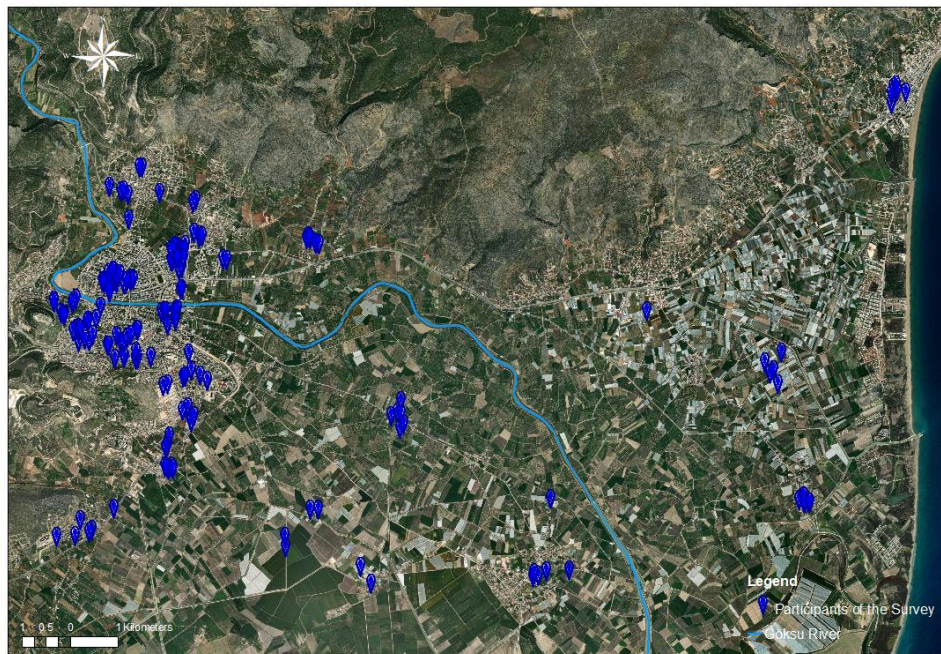 1 0.5 0 1 Kilometers
Legend
Participants of the Survey
Göksu River